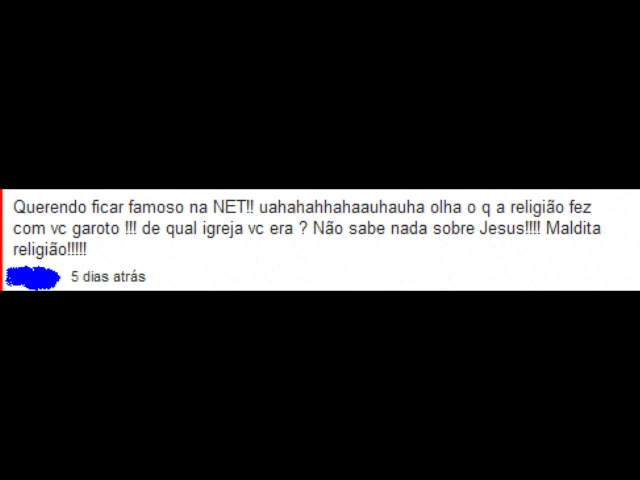 Querendo ficar famoso na NET!! uahahahhahaauhauha olha o q a religião fez
com vc garoto !!! de qual igreja vc era ? Não sabe nada sobre Jesus!!!! Maldita
religião!!!!!
5 dias atrás